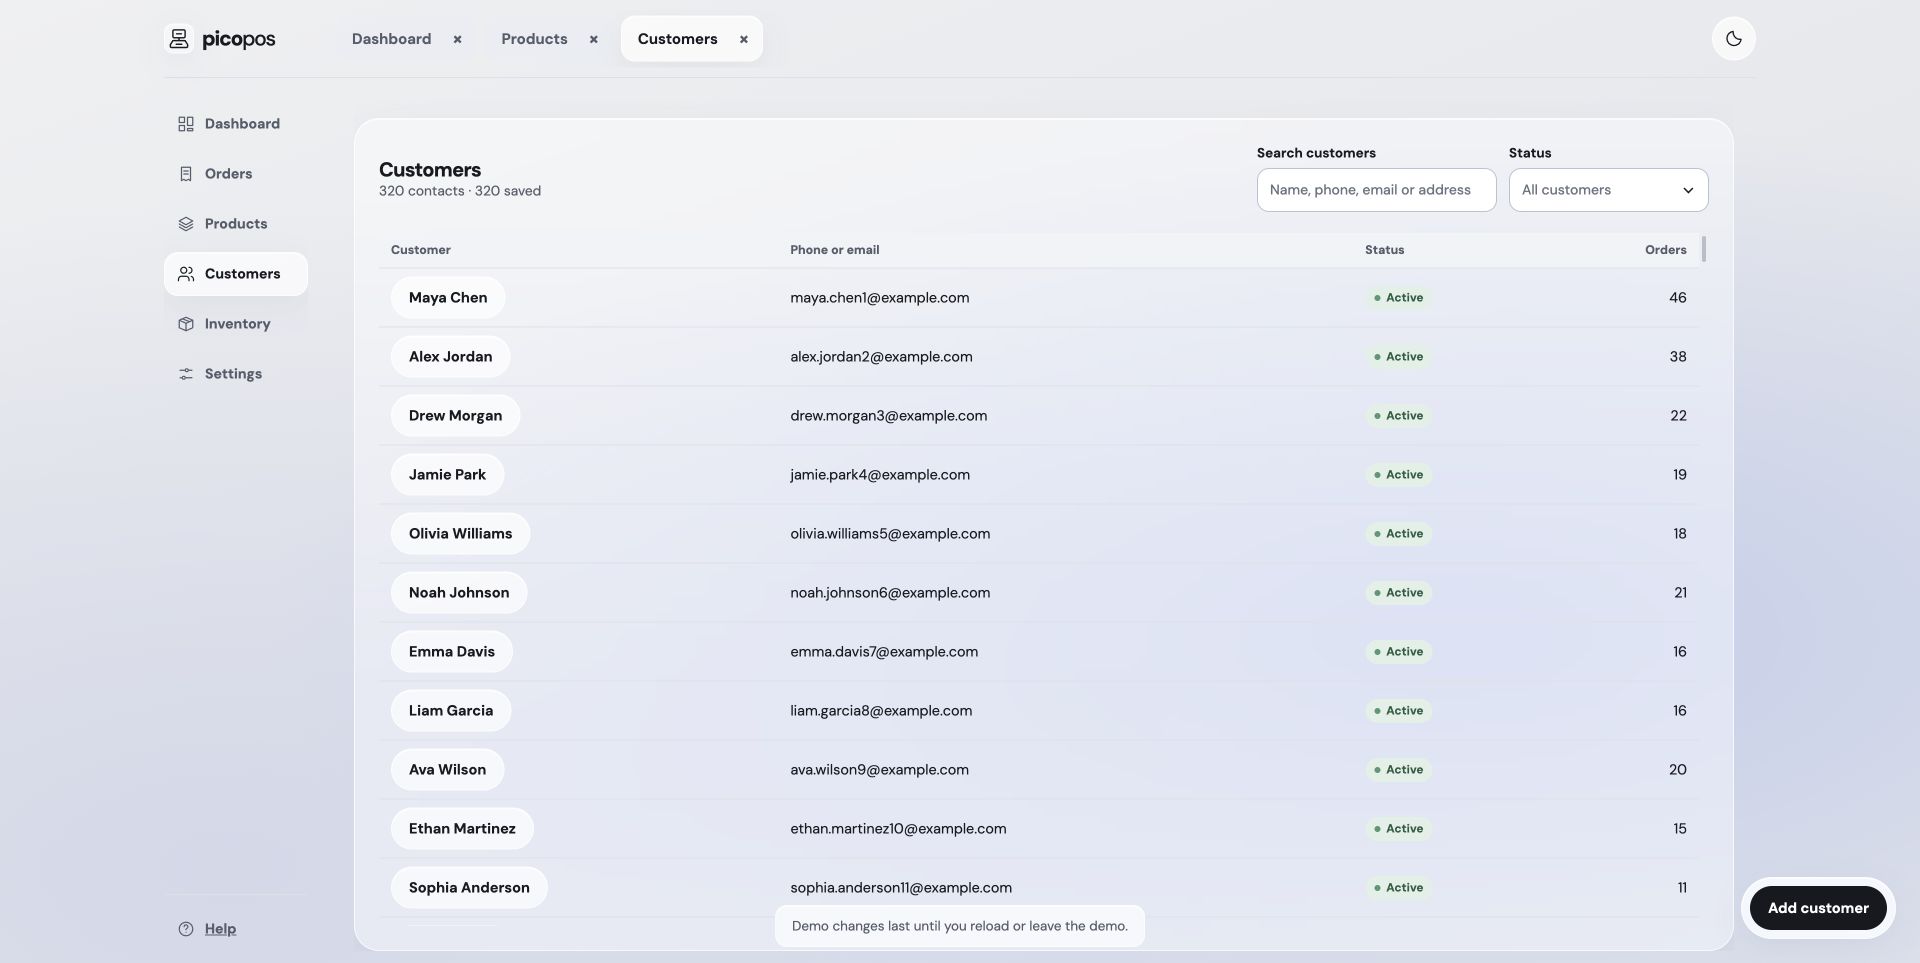 picopos
Dashboard × Products × Customers ×
Dashboard
Orders
Products
Customers
Inventory
Settings
Help
Customers
320 contacts · 320 saved
Search customers
Name, phone, email or address
Status
All customers
Customer Phone or email Status Orders
Maya Chen maya.chen1@example.com Active 46
Alex Jordan alex.jordan2@example.com Active 38
Drew Morgan drew.morgan3@example.com Active 22
Jamie Park jamie.park4@example.com Active 19
Olivia Williams olivia.williams5@example.com Active 18
Noah Johnson noah.johnson6@example.com Active 21
Emma Davis emma.davis7@example.com Active 16
Liam Garcia liam.garcia8@example.com Active 16
Ava Wilson ava.wilson9@example.com Active 20
Ethan Martinez ethan.martinez10@example.com Active 15
Sophia Anderson sophia.anderson11@example.com Active 11
Demo changes last until you reload or leave the demo.
Add customer